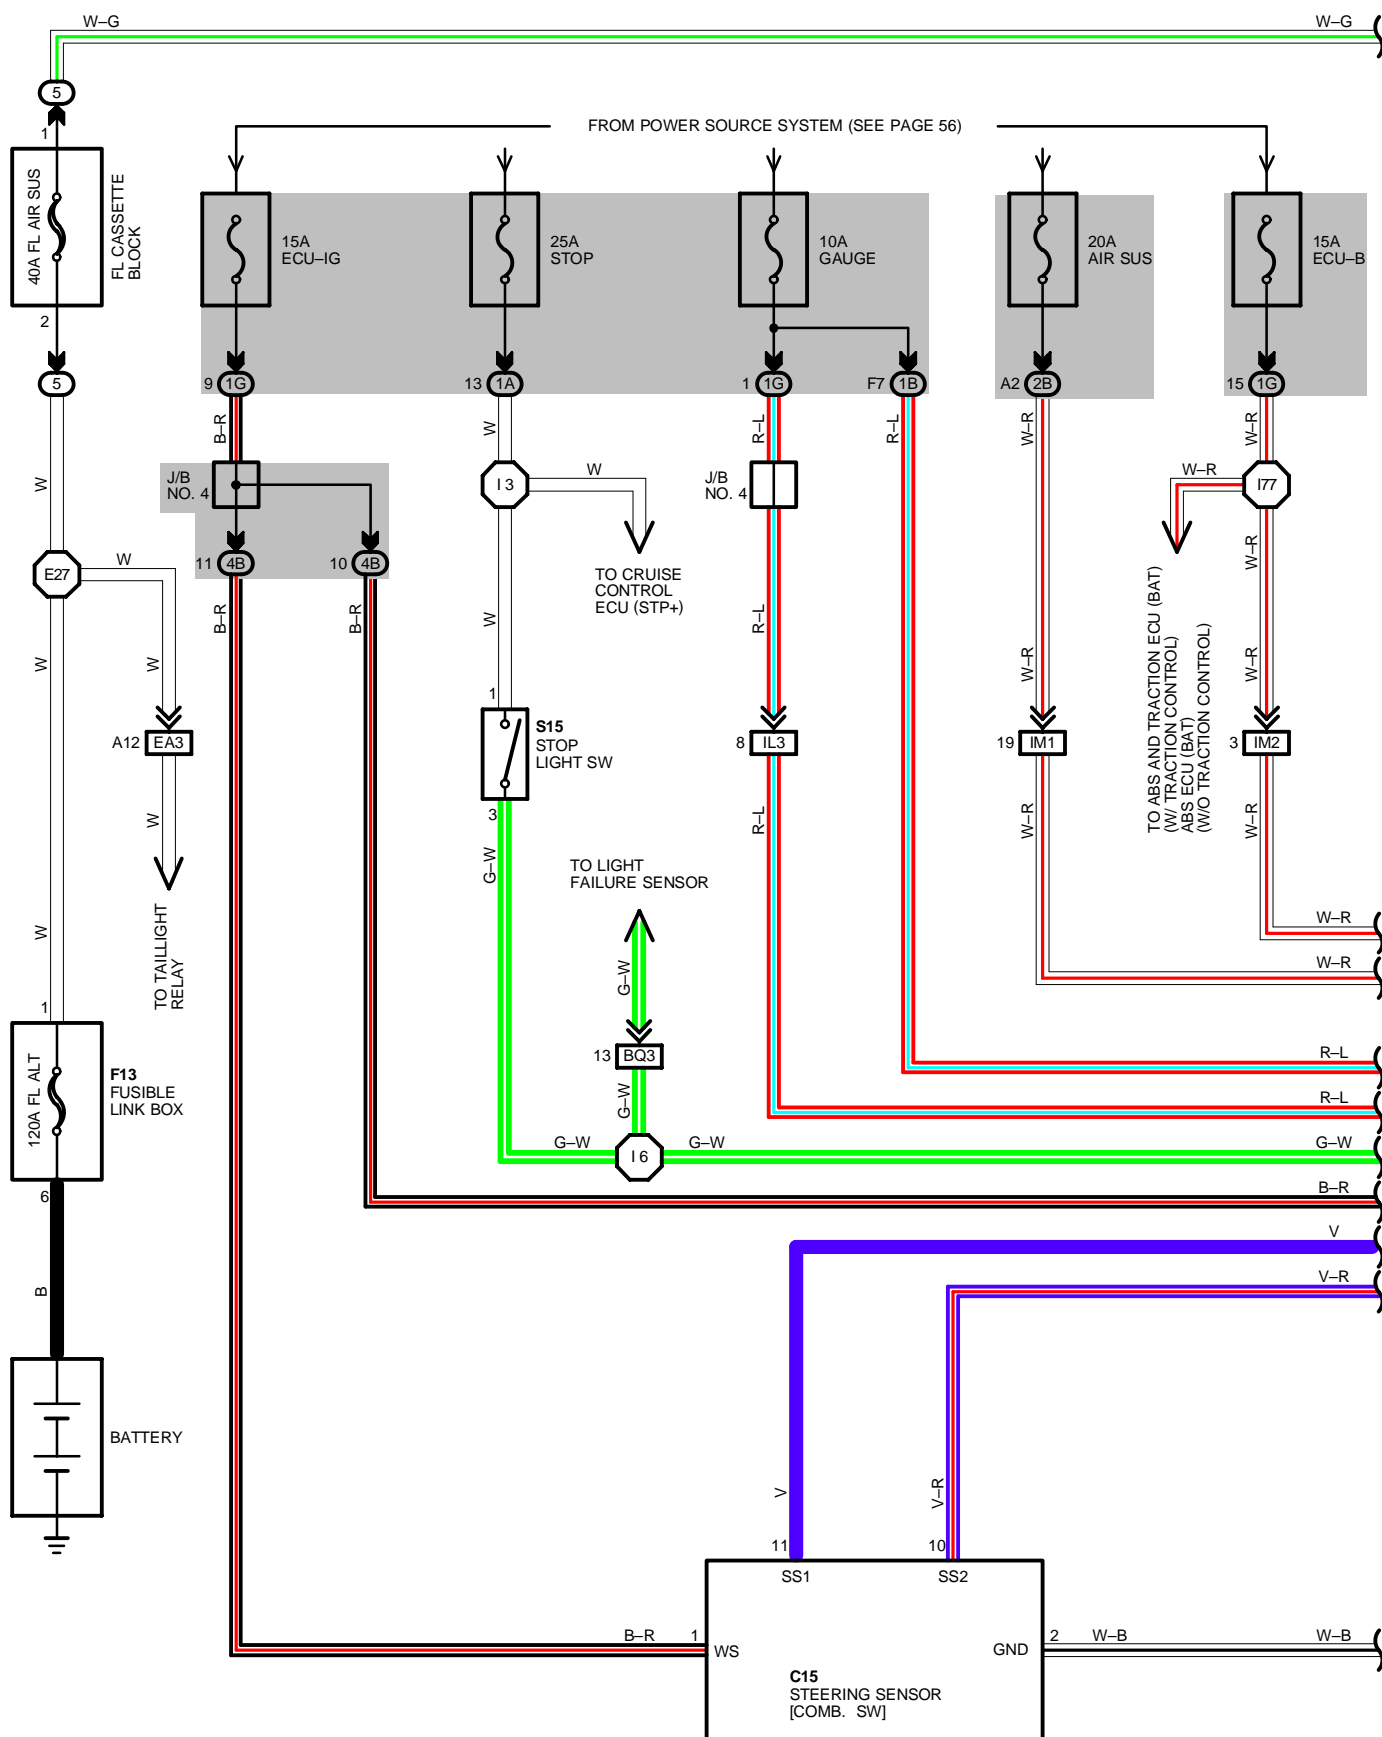 W–G
W–G
5
1
40A FL AIR SUS
FL CASSETTE
BLOCK
2
5
FROM POWER SOURCE SYSTEM (SEE PAGE 56)
15A
ECU–IG
25A
STOP
10A
GAUGE
20A
AIR SUS
15A
ECU–B
9 1G
13 1A
1 1G
F7 1B
A2 2B
15 1G
B–R
W
R–L
R–L
W–R
W–R
W
J/B
NO. 4
I 3
W
J/B
NO. 4
W–R
I77
11 4B
10 4B
E27
W
TO CRUISE
CONTROL
ECU (STP+)
W–R
B–R
B–R
W
R–L
TO ABS AND TRACTION ECU (BAT)
(W/ TRACTION CONTROL)
ABS ECU (BAT)
(W/O TRACTION CONTROL)
W
W
W–R
W–R
1
S15
STOP
LIGHT SW
3
A12 EA3
8 IL3
19 IM1
3 IM2
W
R–L
W–R
W–R
G–W
TO LIGHT
FAILURE SENSOR
W
TO TAILLIGHT
RELAY
G–W
W–R
W–R
1
120A FL ALT
F13
FUSIBLE
LINK BOX
6
13 BQ3
G–W
R–L
R–L
G–W
I 6
G–W
G–W
B–R
V
V–R
B
BATTERY
V
V–R
11
10
SS1
SS2
B–R
1
WS
GND
2
W–B
W–B
C15
STEERING SENSOR
[COMB. SW]